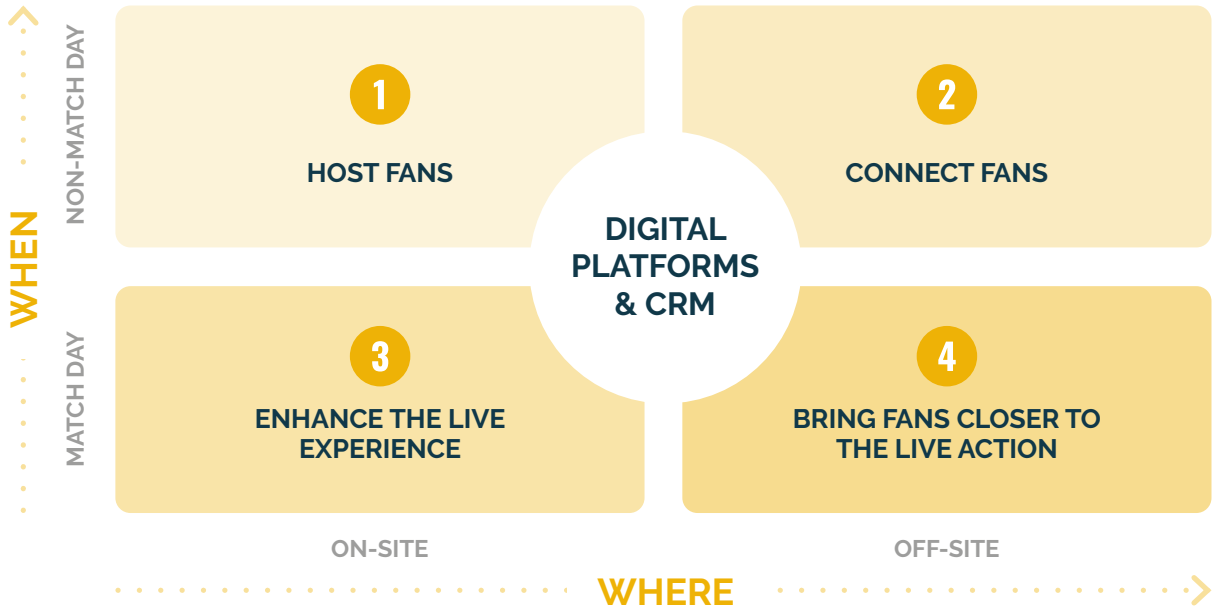 WHEN
NON-MATCH DAY
1
HOST FANS
2
CONNECT FANS
DIGITAL
PLATFORMS
& CRM
MATCH DAY
3
ENHANCE THE LIVE
EXPERIENCE
4
BRING FANS CLOSER TO
THE LIVE ACTION
ON-SITE
OFF-SITE
WHERE